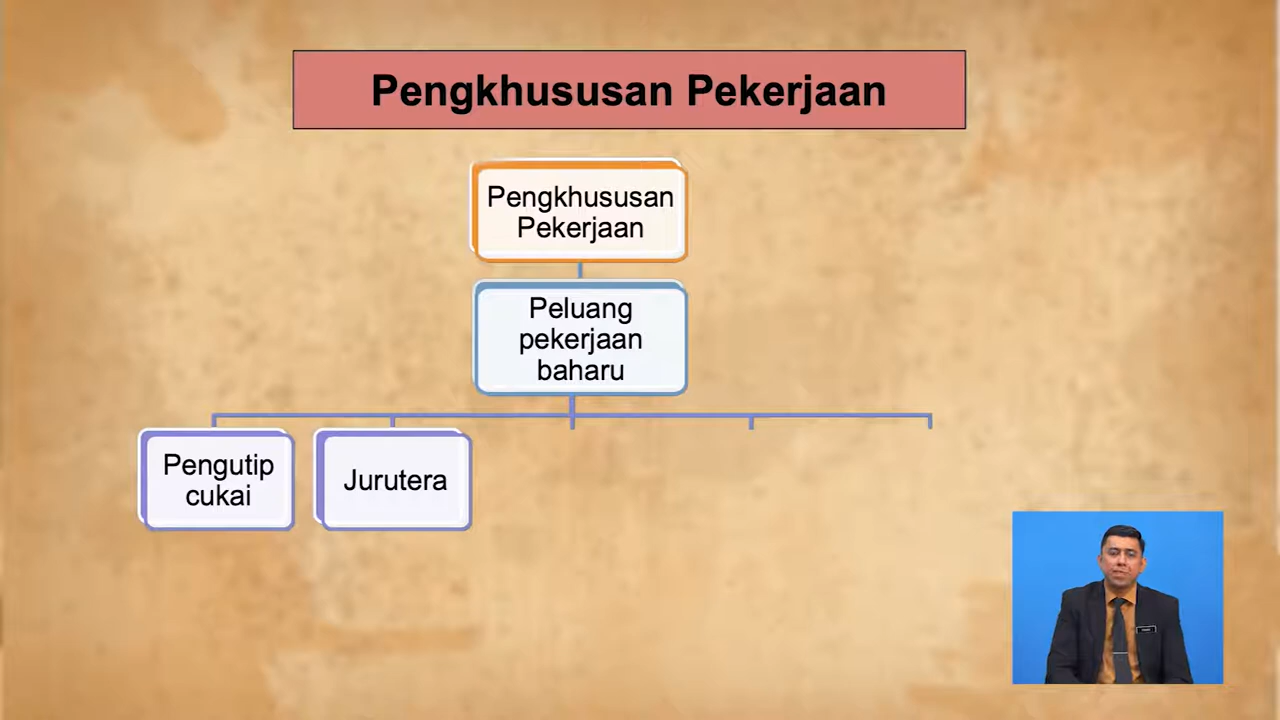 Pengkhususan Pekerjaan
Pengkhususan
Pekerjaan
Peluang
pekerjaan
baharu
Pengutip
cukai
Jurutera